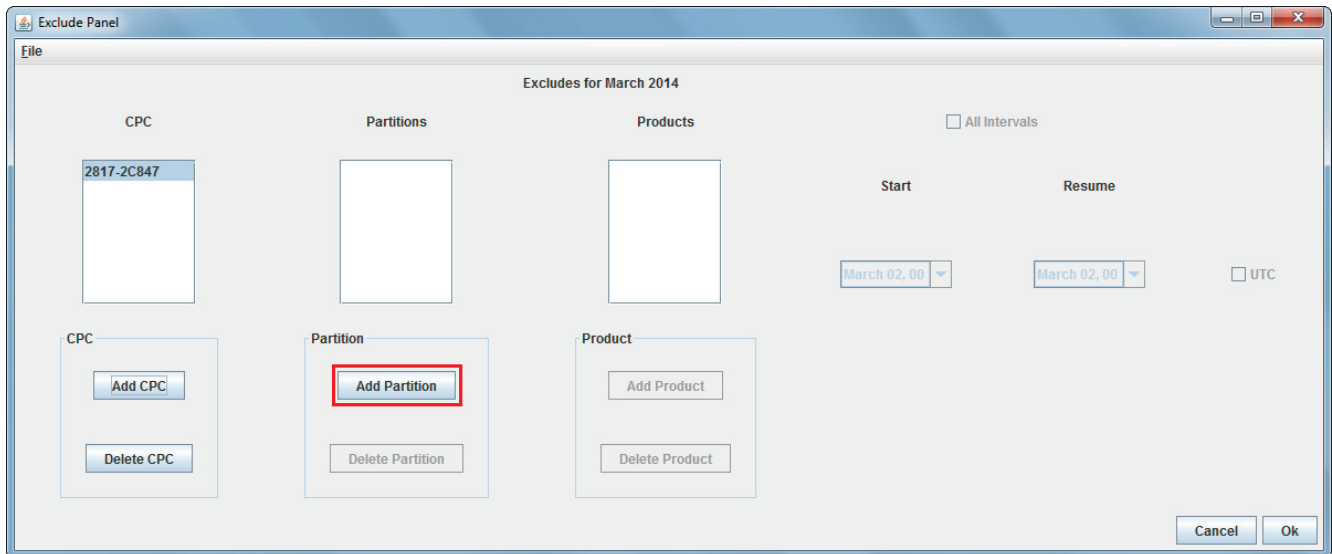 Exclude Panel
File
Excludes for March 2014
CPC Partitions Products All Intervals
2817-2C847
Start Resume
March 02, 00 March 02, 00 UTC
CPC Partition Product
Add CPC Add Partition Add Product
Delete CPC Delete Partition Delete Product
Cancel Ok